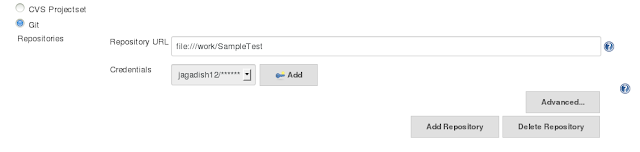 CVS Projectset
Git
Repositories
Repository URL file:///work/SampleTest
Credentials jagadish12/****** Add
Advanced...
Add Repository Delete Repository